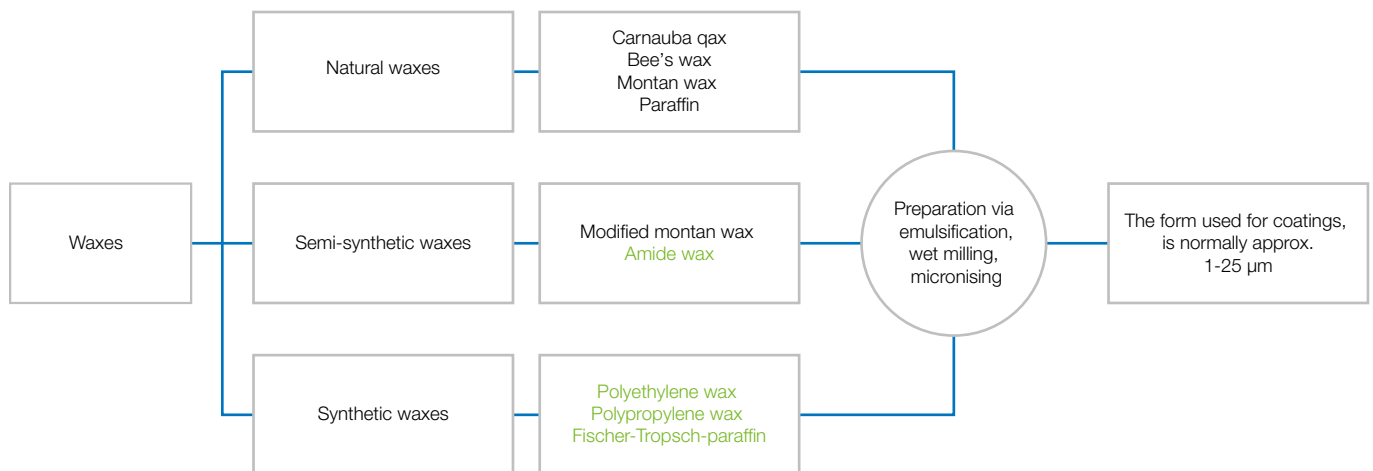 Waxes
Natural waxes
Carnauba qax
Bee's wax
Montan wax
Paraffin
Semi-synthetic waxes
Modified montan wax
Amide wax
Synthetic waxes
Polyethylene wax
Polypropylene wax
Fischer-Tropsch-paraffin
Preparation via
emulsification,
wet milling,
micronising
The form used for coatings,
is normally approx.
1-25 µm